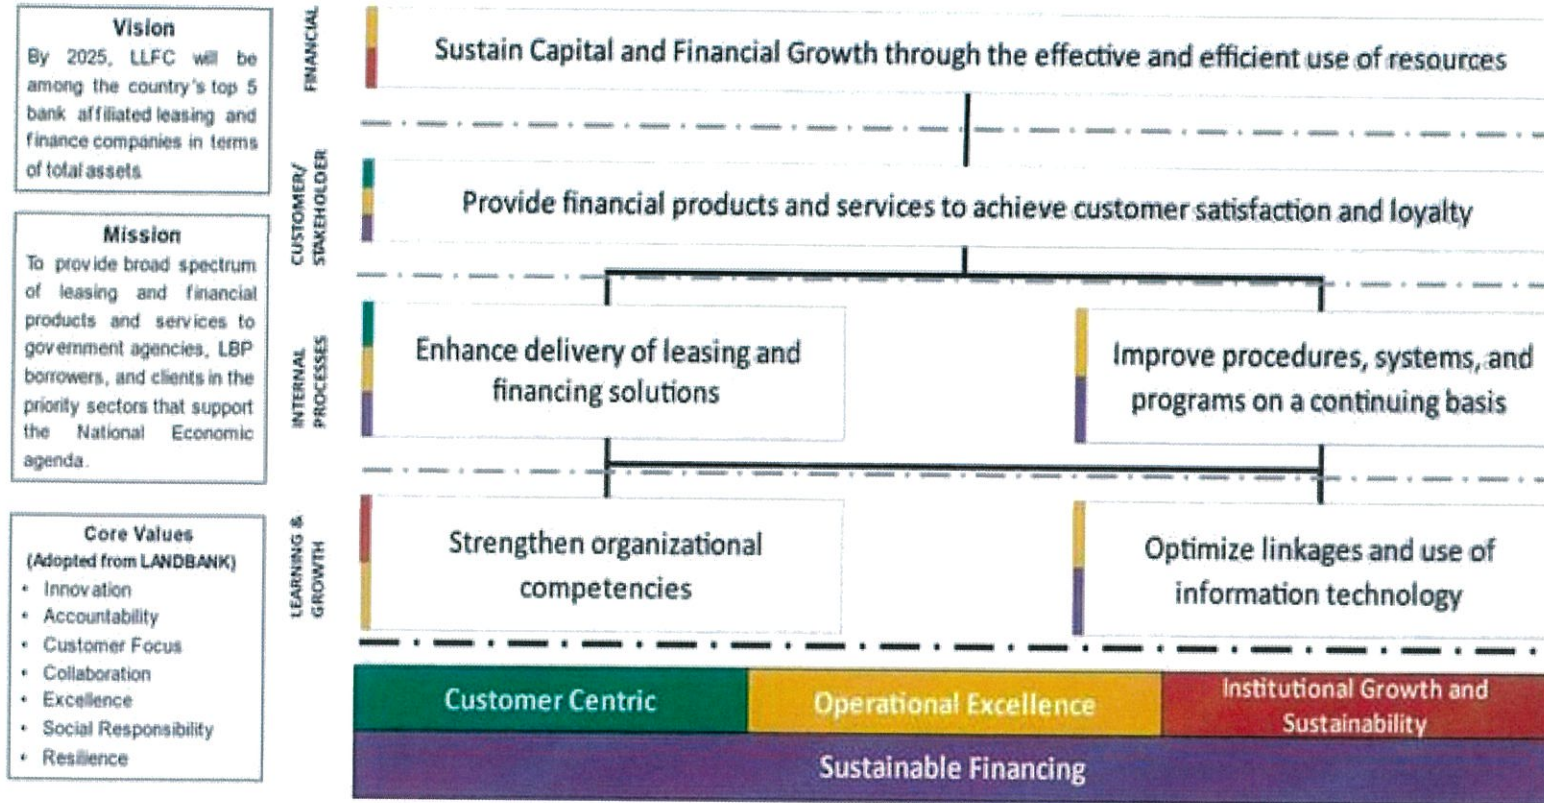 Vision
By 2025, LLFC will be
among the country's top 5
bank affiliated leasing and
finance companies in terms
of total assets
Mission
To provide broad spectrum
of leasing and financial
products and services to
government agencies, LBP
borrowers, and clients in the
priority sectors that support
the National Economic
agenda.
Core Values
(Adopted from LANDBANK)
• Innovation
• Accountability
• Customer Focus
• Collaboration
• Excellence
• Social Responsibility
• Resilience
FINANCIAL
Sustain Capital and Financial Growth through the effective and efficient use of resources
CUSTOMER/
STAKEHOLDER
Provide financial products and services to achieve customer satisfaction and loyalty
INTERNAL
PROCESSES
Enhance delivery of leasing and
financing solutions
Improve procedures, systems, and
programs on a continuing basis
LEARNING &
GROWTH
Strengthen organizational
competencies
Optimize linkages and use of
information technology
Customer Centric
Operational Excellence
Institutional Growth and
Sustainability
Sustainable Financing